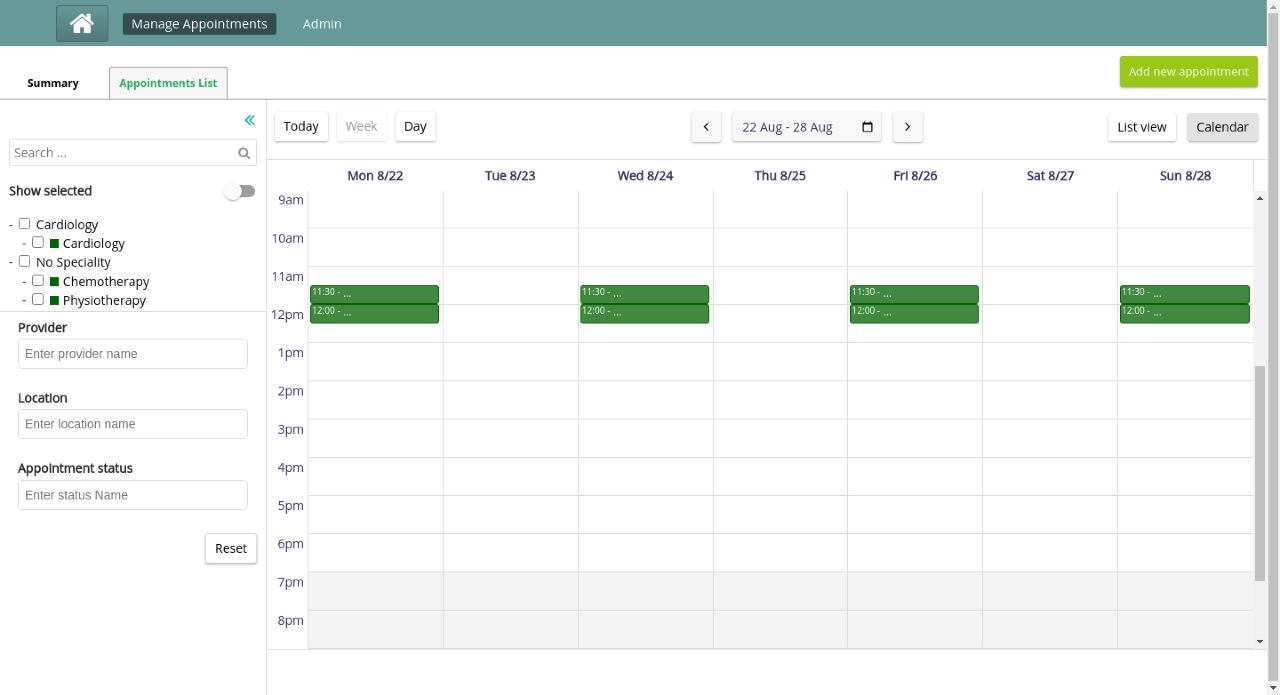 Manage Appointments
Admin
Summary
Appointments List
Add new appointment
Search ...
Show selected
- Cardiology
- Cardiology
- No Speciality
- Chemotherapy
- Physiotherapy
Provider
Enter provider name
Location
Enter location name
Appointment status
Enter status Name
Reset
Today Week Day
22 Aug - 28 Aug
List view Calendar
Mon 8/22 Tue 8/23 Wed 8/24 Thu 8/25 Fri 8/26 Sat 8/27 Sun 8/28
9am
10am
11am
11:30 - ... 11:30 - ... 11:30 - ... 11:30 - ...
12:00 - ... 12:00 - ... 12:00 - ... 12:00 - ...
12pm
1pm
2pm
3pm
4pm
5pm
6pm
7pm
8pm